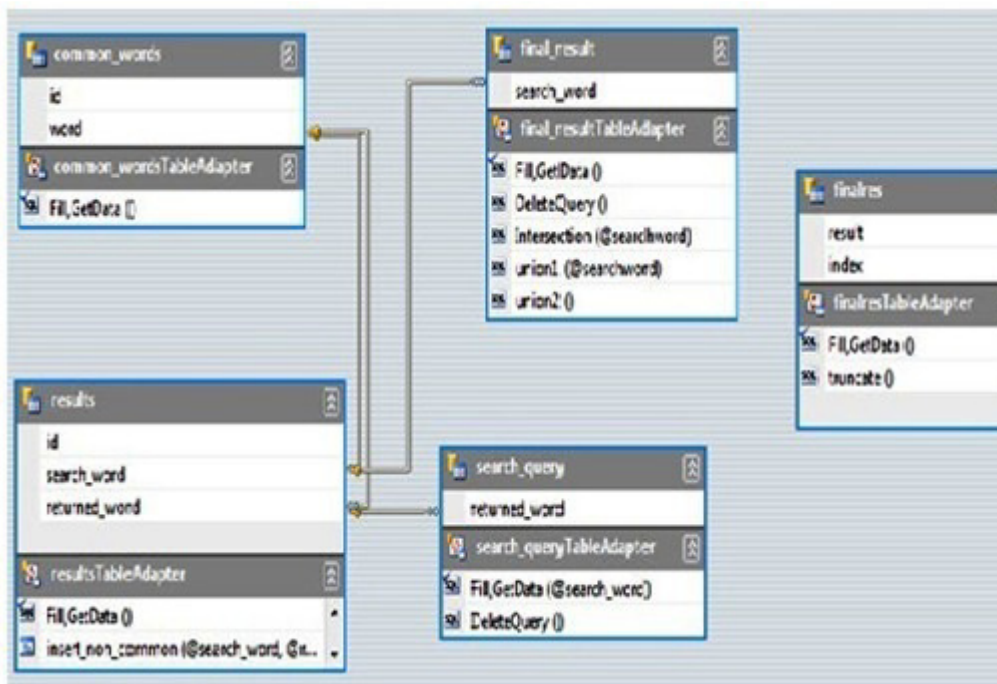 common_words
id
word
common_wordsTableAdapter
Fill,GetData ()
final_result
search_word
final_resultTableAdapter
Fill,GetData ()
DeleteQuery ()
Intersection (@searchword)
union1 (@searchword)
union2 ()
finalres
result
index
finalresTableAdapter
Fill,GetData ()
truncate ()
results
id
search_word
returned_word
resultsTableAdapter
Fill,GetData ()
insert_non_common (@search_word, @r...
search_query
returned_word
search_queryTableAdapter
Fill,GetData (@search_word)
DeleteQuery ()